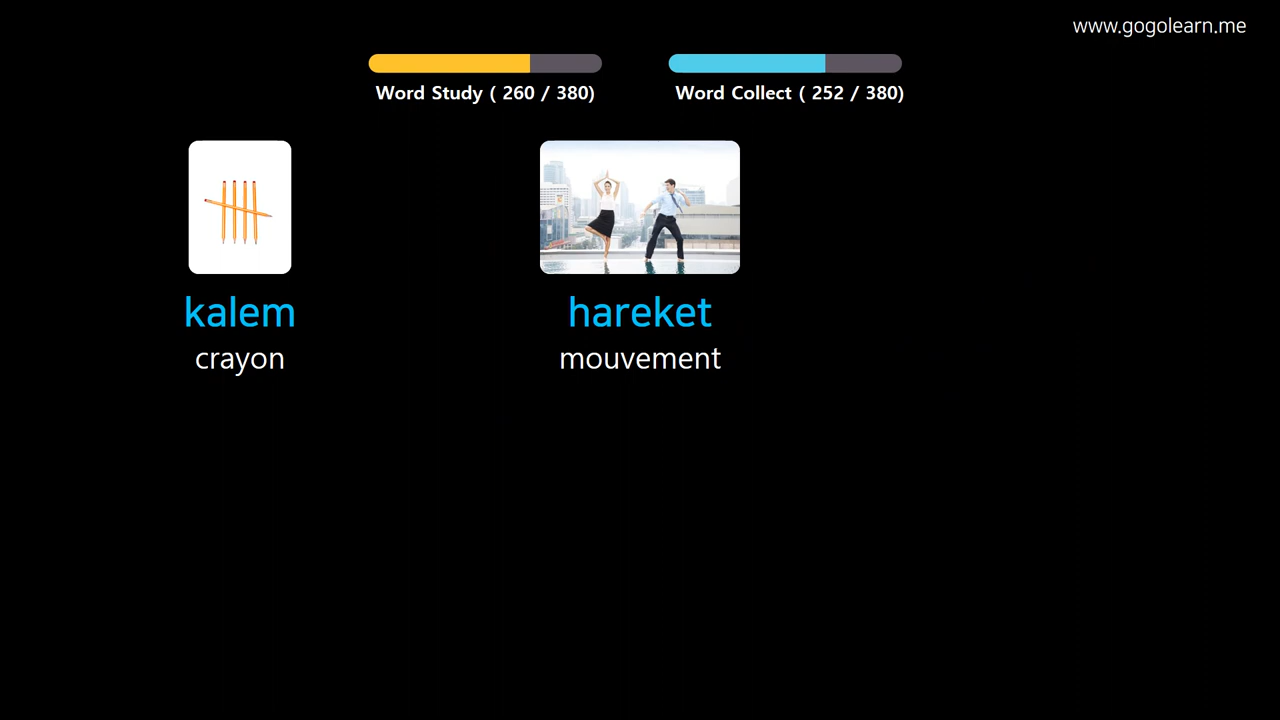 www.gogolearn.me
Word Study ( 260 / 380)
Word Collect ( 252 / 380)
kalem
crayon
hareket
mouvement